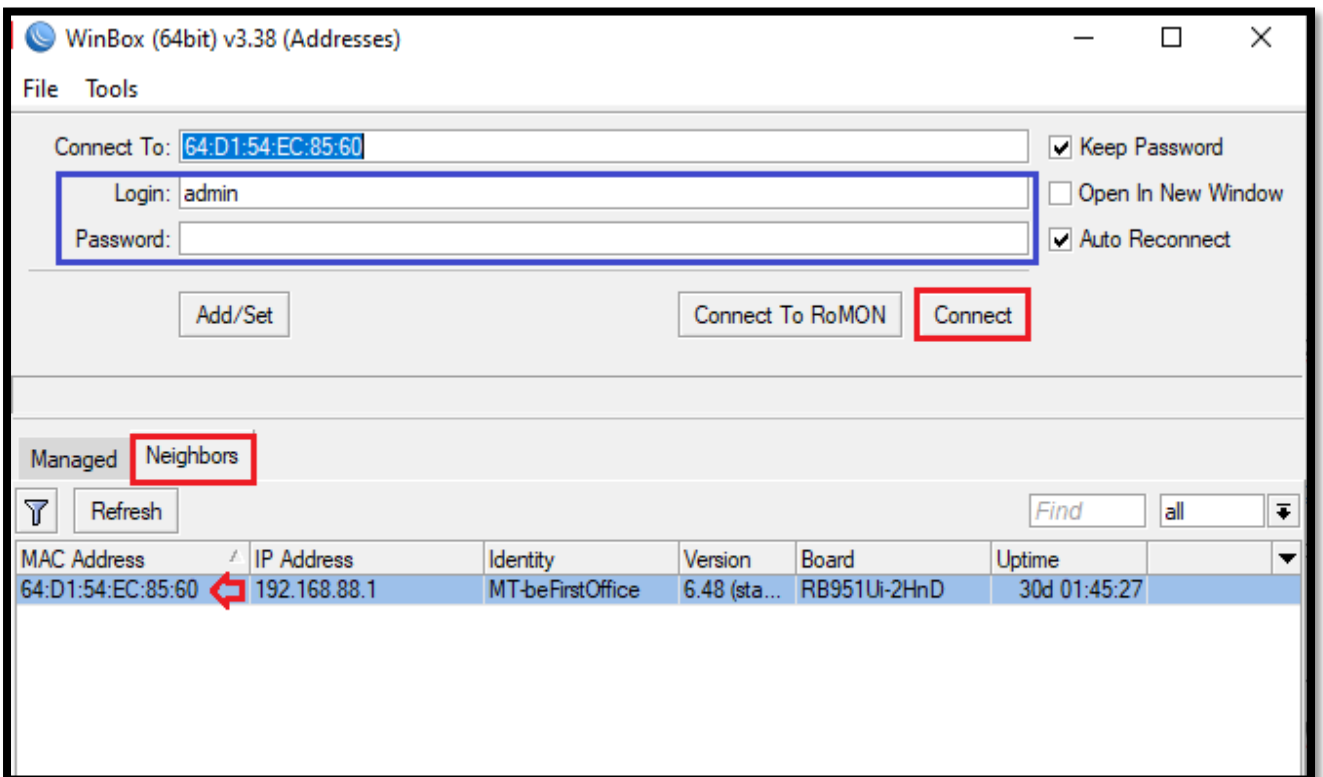 WinBox (64bit) v3.38 (Addresses)
File Tools
Connect To: 64:D1:54:EC:85:60 Keep Password
Login: admin Open In New Window
Password: Auto Reconnect
Add/Set Connect To RoMON Connect
Managed Neighbors
Refresh Find all
MAC Address IP Address Identity Version Board Uptime
64:D1:54:EC:85:60 192.168.88.1 MT-beFirstOffice 6.48 (sta... RB951Ui-2HnD 30d 01:45:27